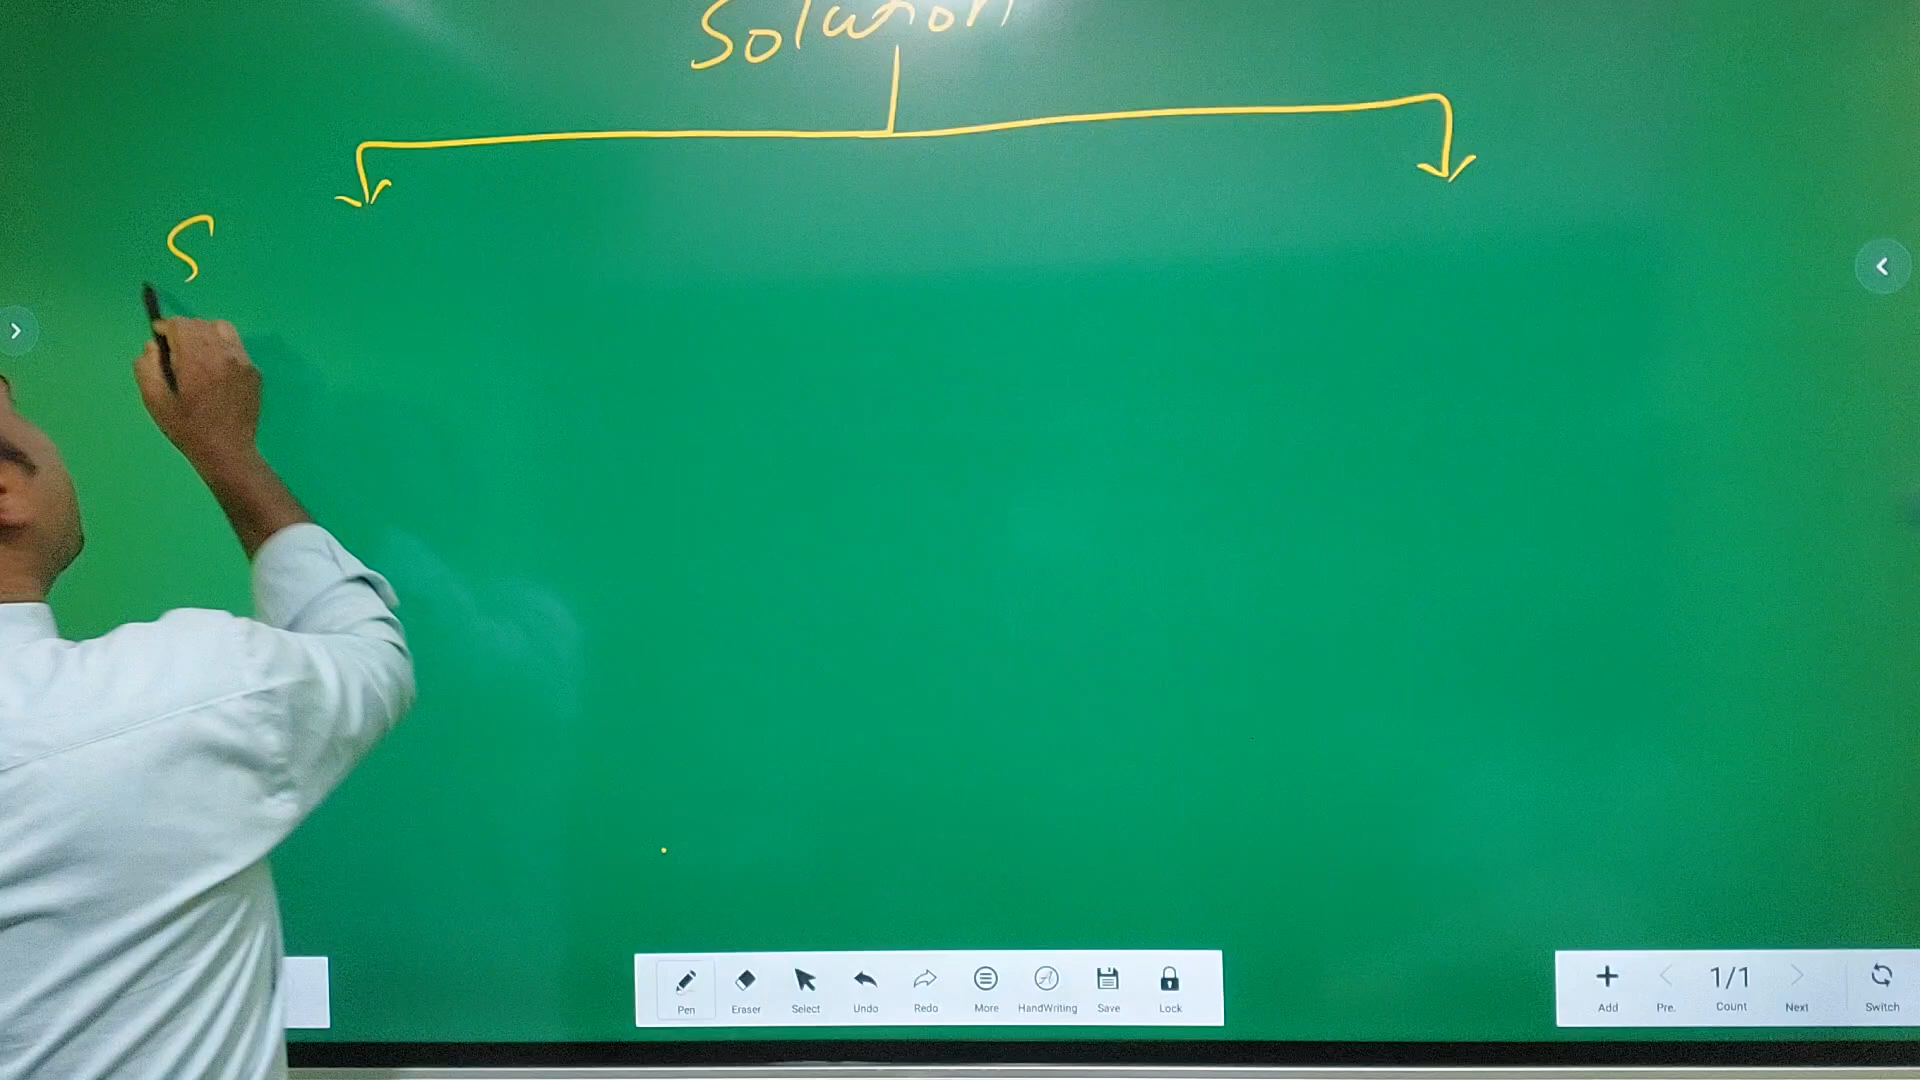 Solution
S
Pen Eraser Select Undo Redo More HandWriting Save Lock
1/1
Add Pre. Count Next Switch